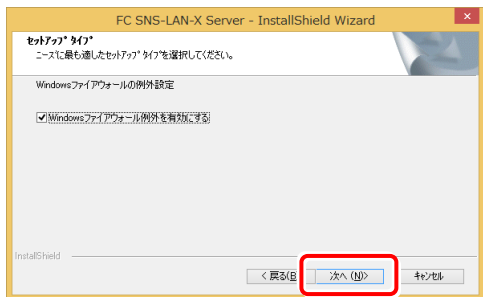 FC SNS-LAN-X Server - InstallShield Wizard
セットアップ タイプ
ニーズに最も適したセットアップ タイプを選択してください。
Windowsファイアウォールの例外設定
Windowsファイアウォール例外を有効にする
InstallShield
< 戻る(B
次へ (N)>
キャンセル